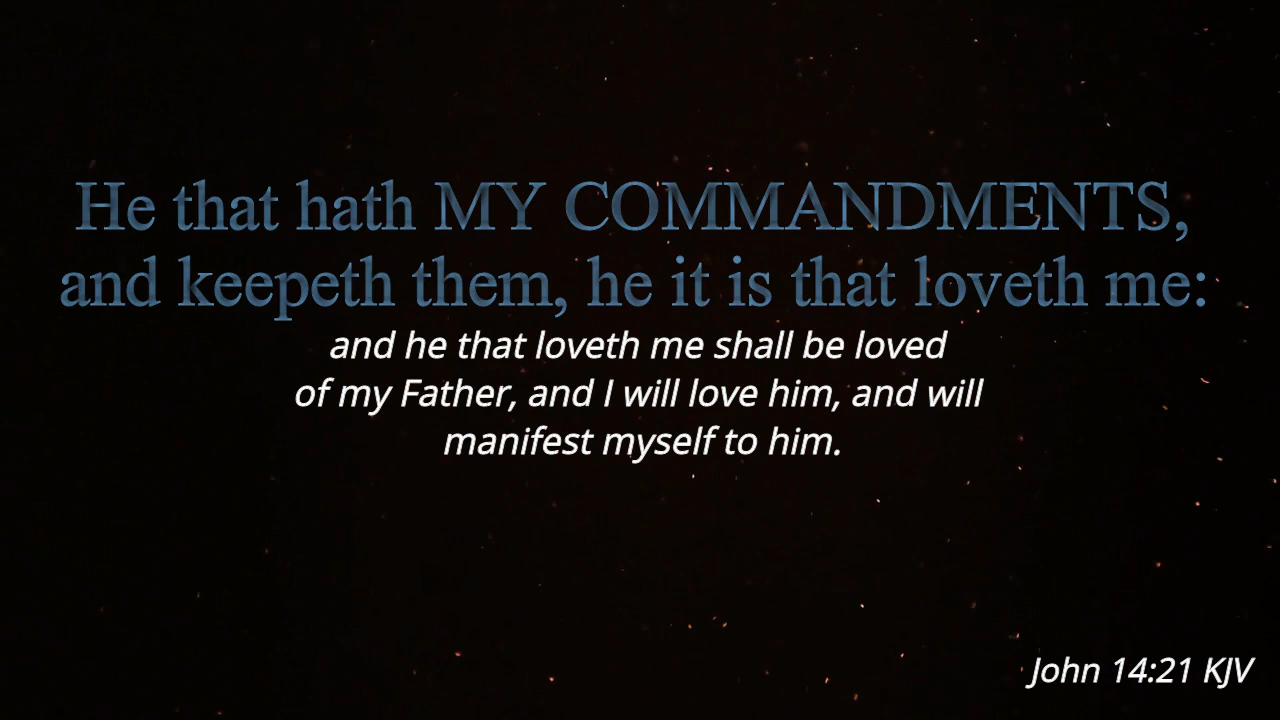 He that hath MY COMMANDMENTS,
and keepeth them, he it is that loveth me:
and he that loveth me shall be loved
of my Father, and I will love him, and will
manifest myself to him.
John 14:21 KJV